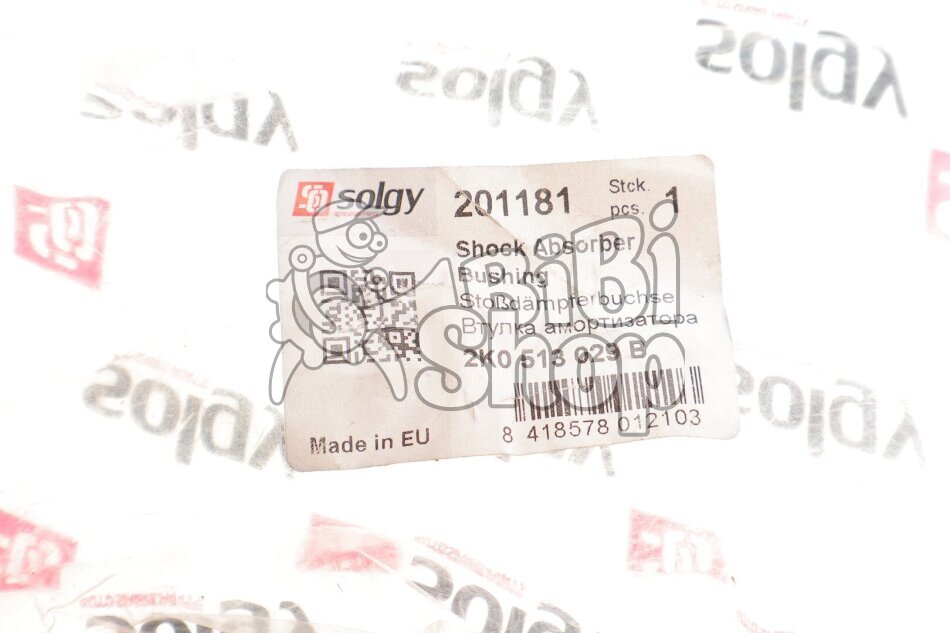 solgy
201181
Stck.
pcs. 1
Shock Absorber
Bushing
Stoßdämpferbuchse
Втулка амортизатора
2K0 513 029 B
Made in EU
8 418578 012103
BiBi
Shop
solgy
solgy
solgy
solgy
solgy
solgy